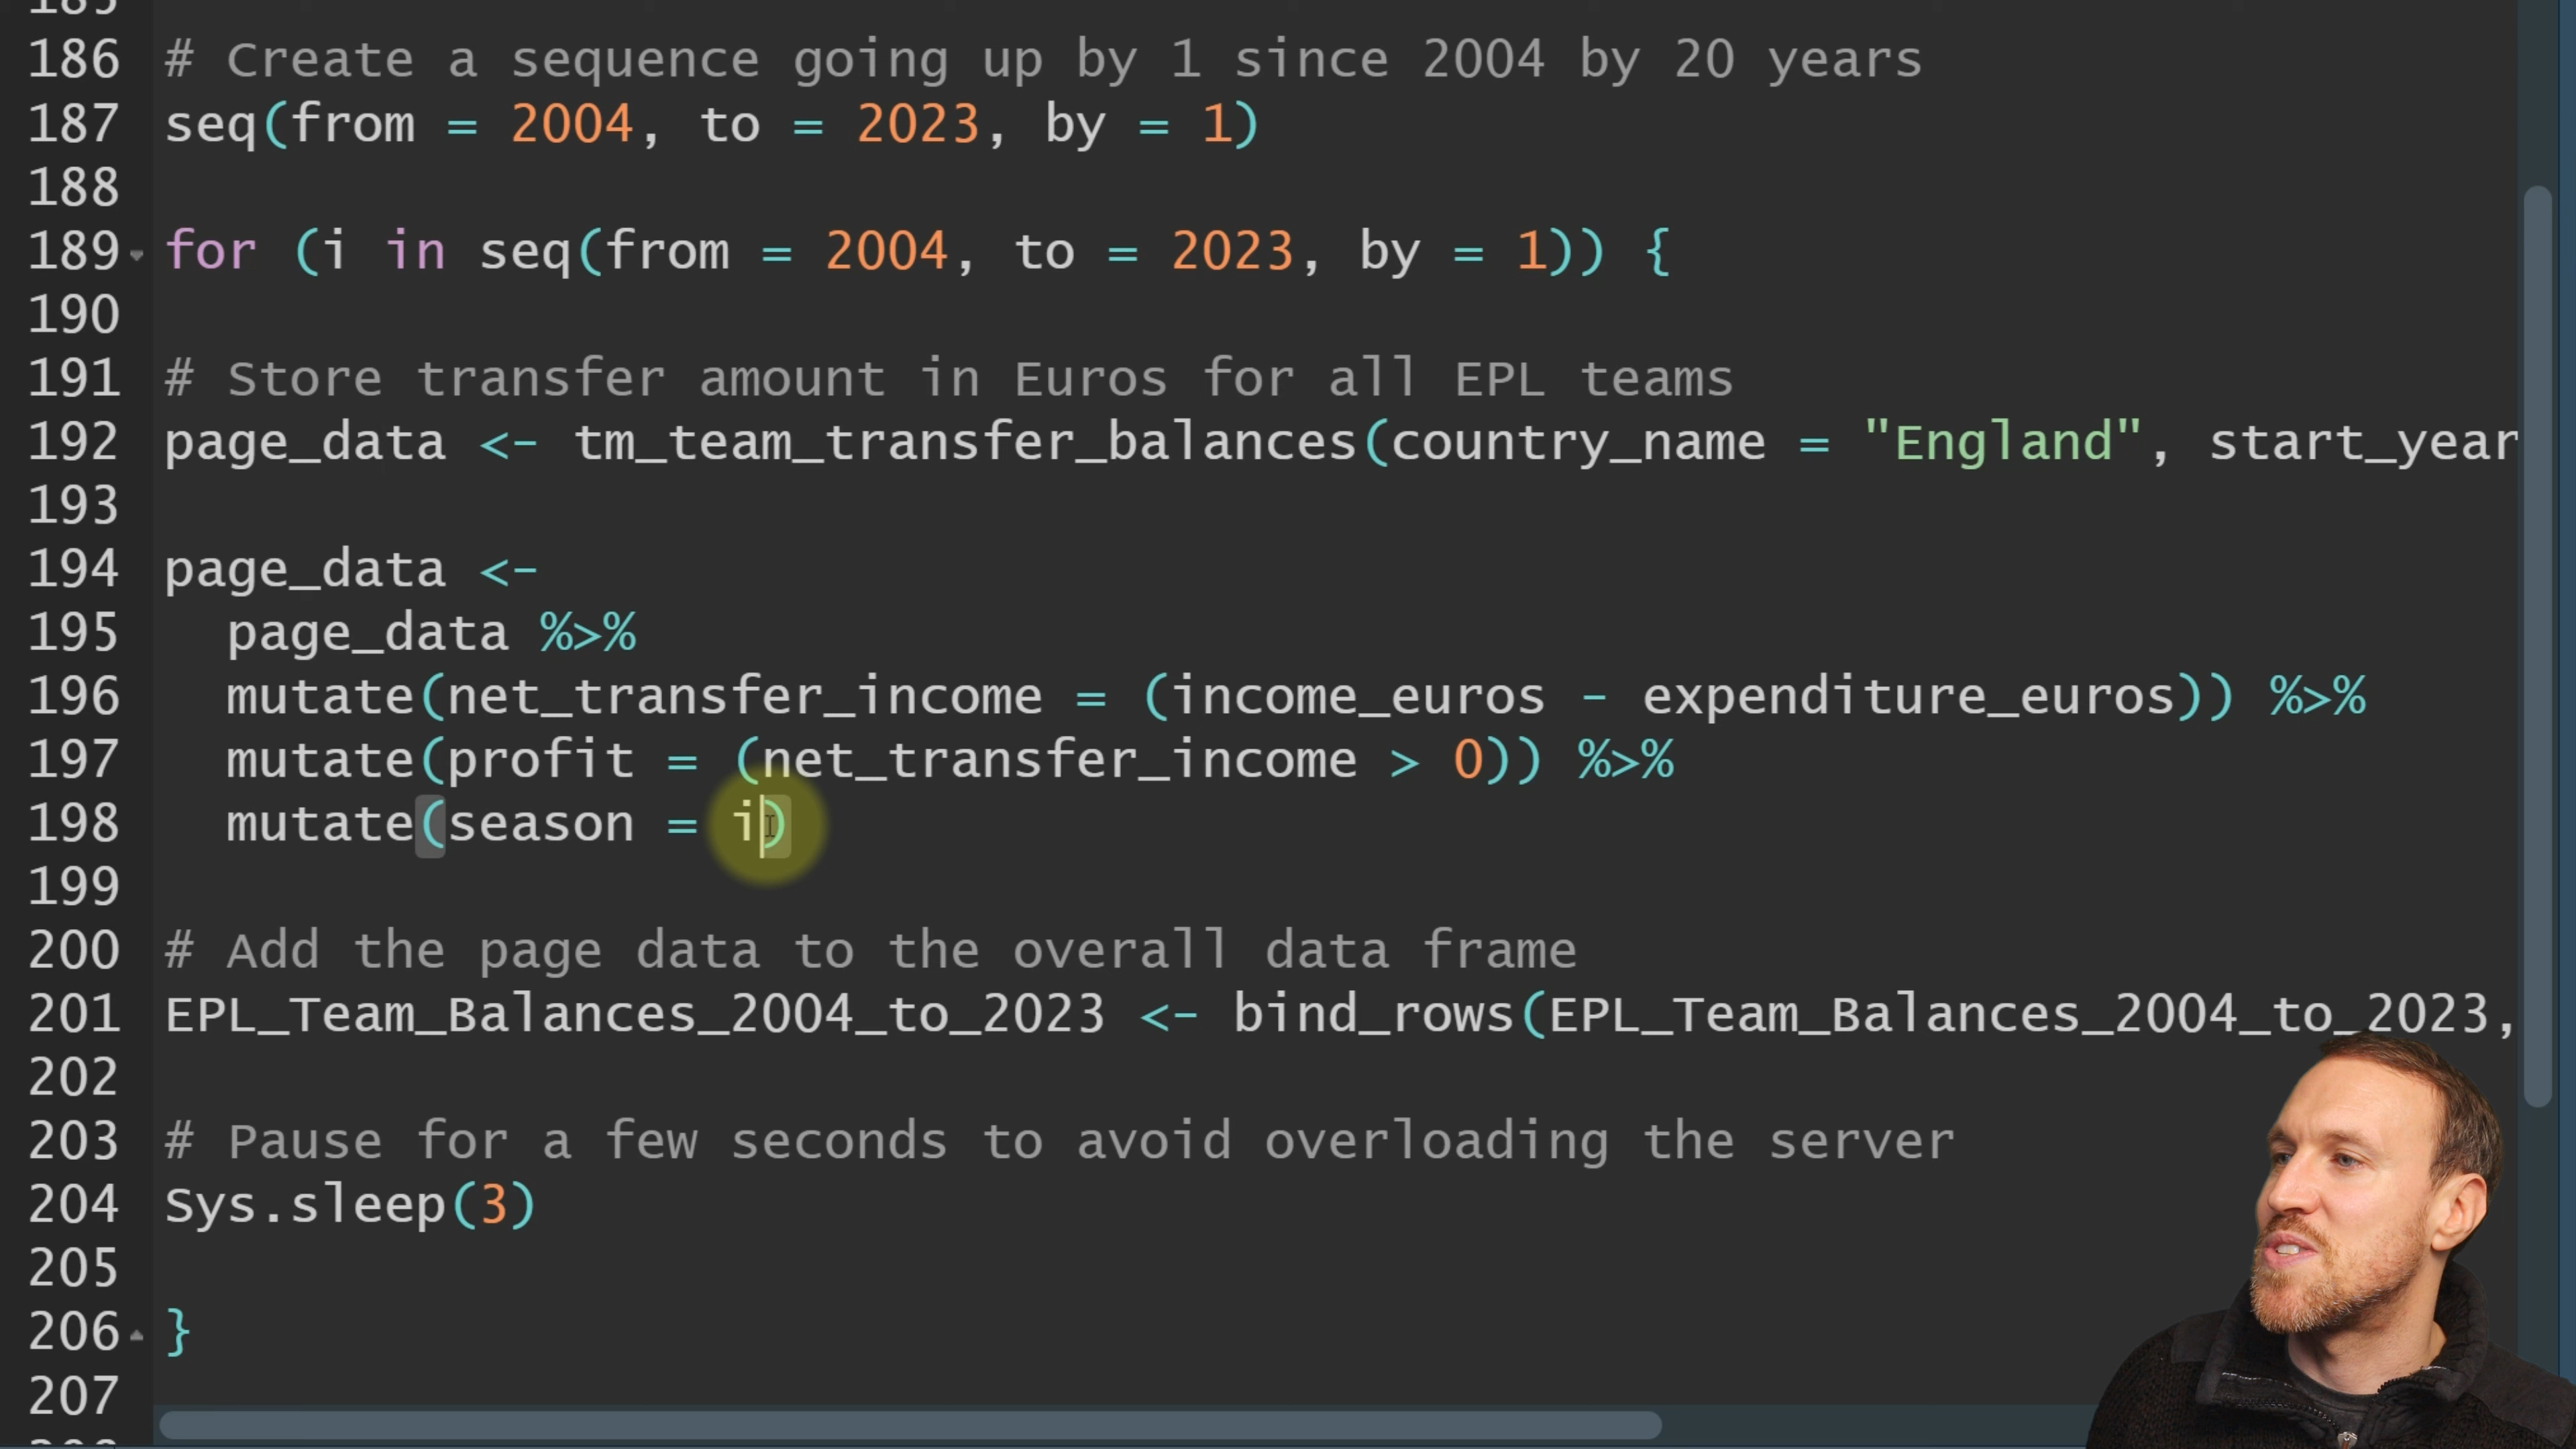 186 # Create a sequence going up by 1 since 2004 by 20 years
187 seq(from = 2004, to = 2023, by = 1)
188
189 for (i in seq(from = 2004, to = 2023, by = 1)) {
190
191 # Store transfer amount in Euros for all EPL teams
192 page_data <- tm_team_transfer_balances(country_name = "England", start_year
193
194 page_data <-
195 page_data %>%
196 mutate(net_transfer_income = (income_euros - expenditure_euros)) %>%
197 mutate(profit = (net_transfer_income > 0)) %>%
198 mutate(season = i)
199
200 # Add the page data to the overall data frame
201 EPL_Team_Balances_2004_to_2023 <- bind_rows(EPL_Team_Balances_2004_to_2023,
202
203 # Pause for a few seconds to avoid overloading the server
204 Sys.sleep(3)
205
206 }
207